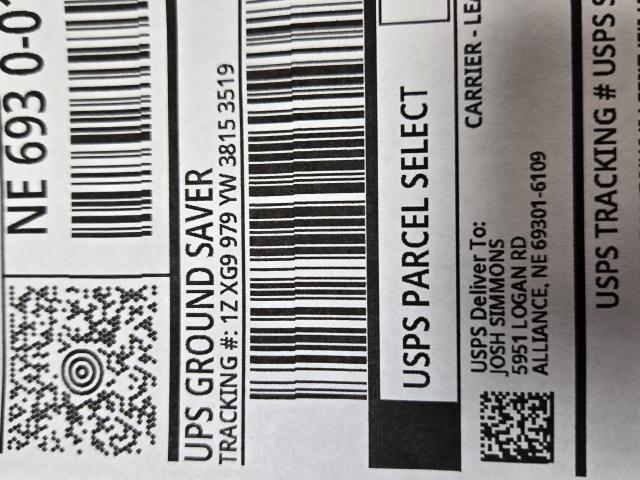 NE 693 0-0
UPS GROUND SAVER
TRACKING #: 1Z XG9 979 YW 3815 3519
USPS PARCEL SELECT
CARRIER - LEA
USPS Deliver To:
JOSH SIMMONS
5951 LOGAN RD
ALLIANCE, NE 69301-6109
USPS TRACKING # USPS S